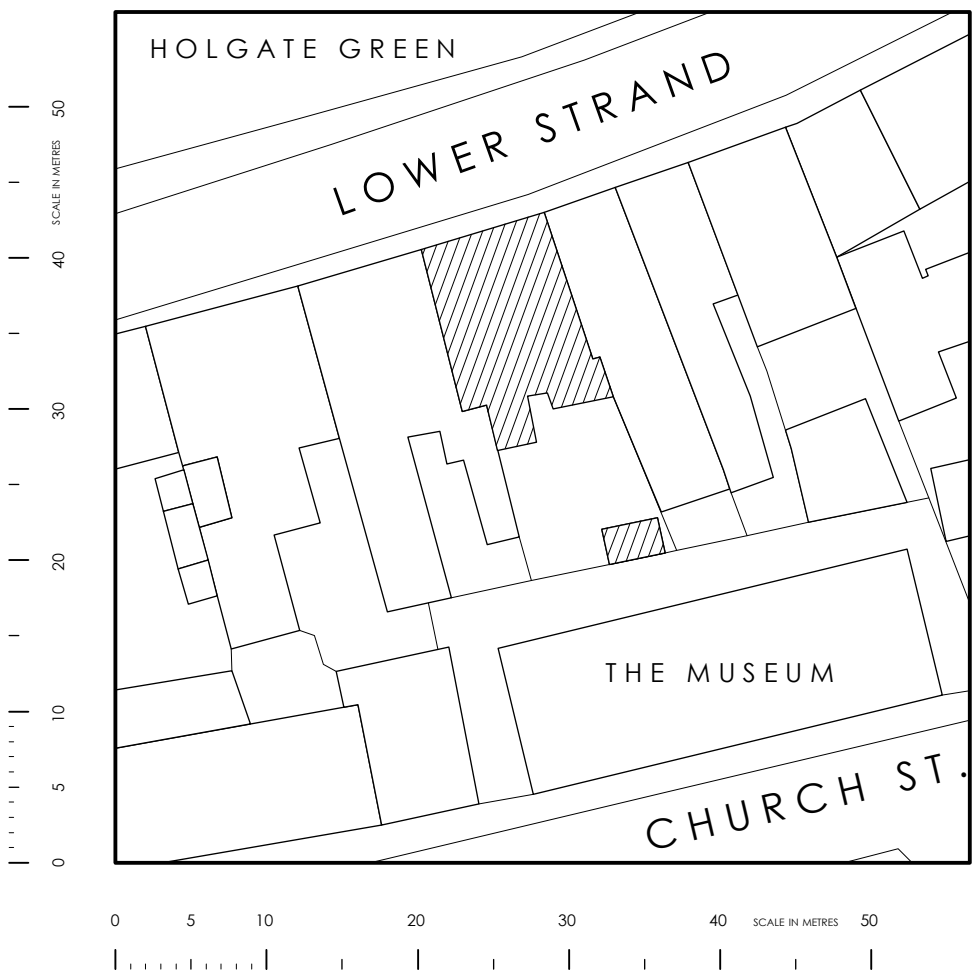 HOLGATE GREEN
LOWER STRAND
THE MUSEUM
CHURCH ST.
50
SCALE IN METRES
40
30
20
10
5
0
0 5 10 20 30 40 SCALE IN METRES 50